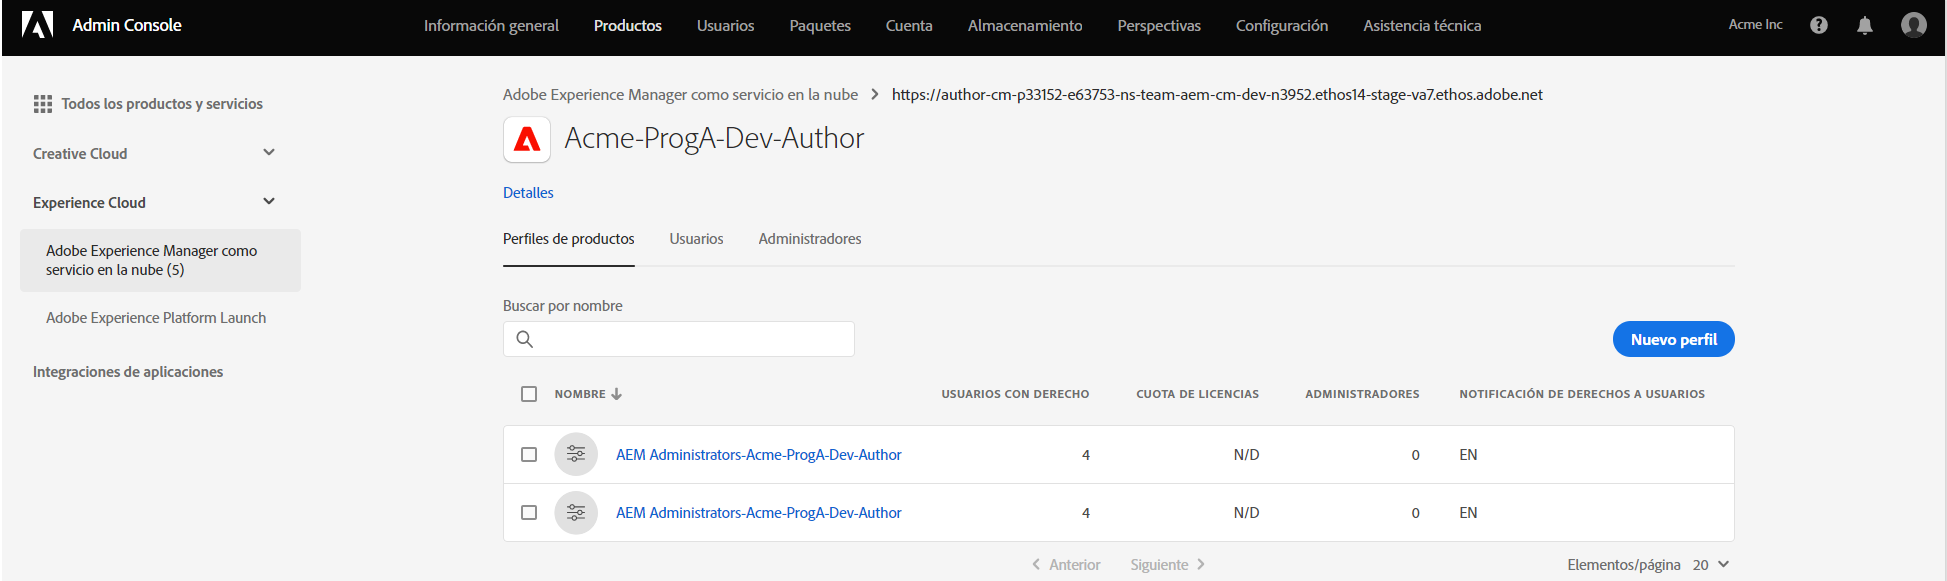 Admin Console
Información general Productos Usuarios Paquetes Cuenta Almacenamiento Perspectivas Configuración Asistencia técnica Acme Inc
Todos los productos y servicios
Creative Cloud
Experience Cloud
Adobe Experience Manager como
servicio en la nube (5)
Adobe Experience Platform Launch
Integraciones de aplicaciones
Adobe Experience Manager como servicio en la nube > https://author-cm-p33152-e63753-ns-team-aem-cm-dev-n3952.ethos14-stage-va7.ethos.adobe.net
Acme-ProgA-Dev-Author
Detalles
Perfiles de productos Usuarios Administradores
Buscar por nombre
Nuevo perfil
NOMBRE USUARIOS CON DERECHO CUOTA DE LICENCIAS ADMINISTRADORES NOTIFICACIÓN DE DERECHOS A USUARIOS
AEM Administrators-Acme-ProgA-Dev-Author 4 N/D 0 EN
AEM Administrators-Acme-ProgA-Dev-Author 4 N/D 0 EN
Anterior Siguiente Elementos/página 20